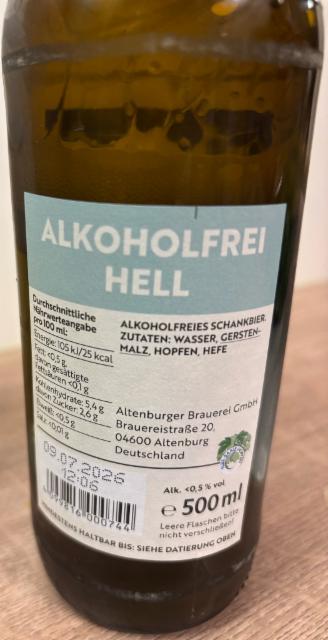 ALKOHOLFREI
HELL
Durchschnittliche
Nährwerteangabe
pro 100 ml:
Energie: 105 kJ/25 kcal
Fett: <0,5 g,
davon gesättigte
Fettsäuren <0,1 g
Kohlenhydrate: 5,4 g
davon Zucker: 2,6 g
Eiweiß: <0,5 g
Salz: <0,01 g
ALKOHOLFREIES SCHANKBIER.
ZUTATEN: WASSER, GERSTEN-
MALZ, HOPFEN, HEFE
Altenburger Brauerei GmbH
Brauereistraße 20,
04600 Altenburg
Deutschland
09.07.2026
12:06
Alk. <0,5 % vol
℮ 500 ml
Leere Flaschen bitte
nicht verschließen!
MINDESTENS HALTBAR BIS: SIEHE DATIERUNG OBEN